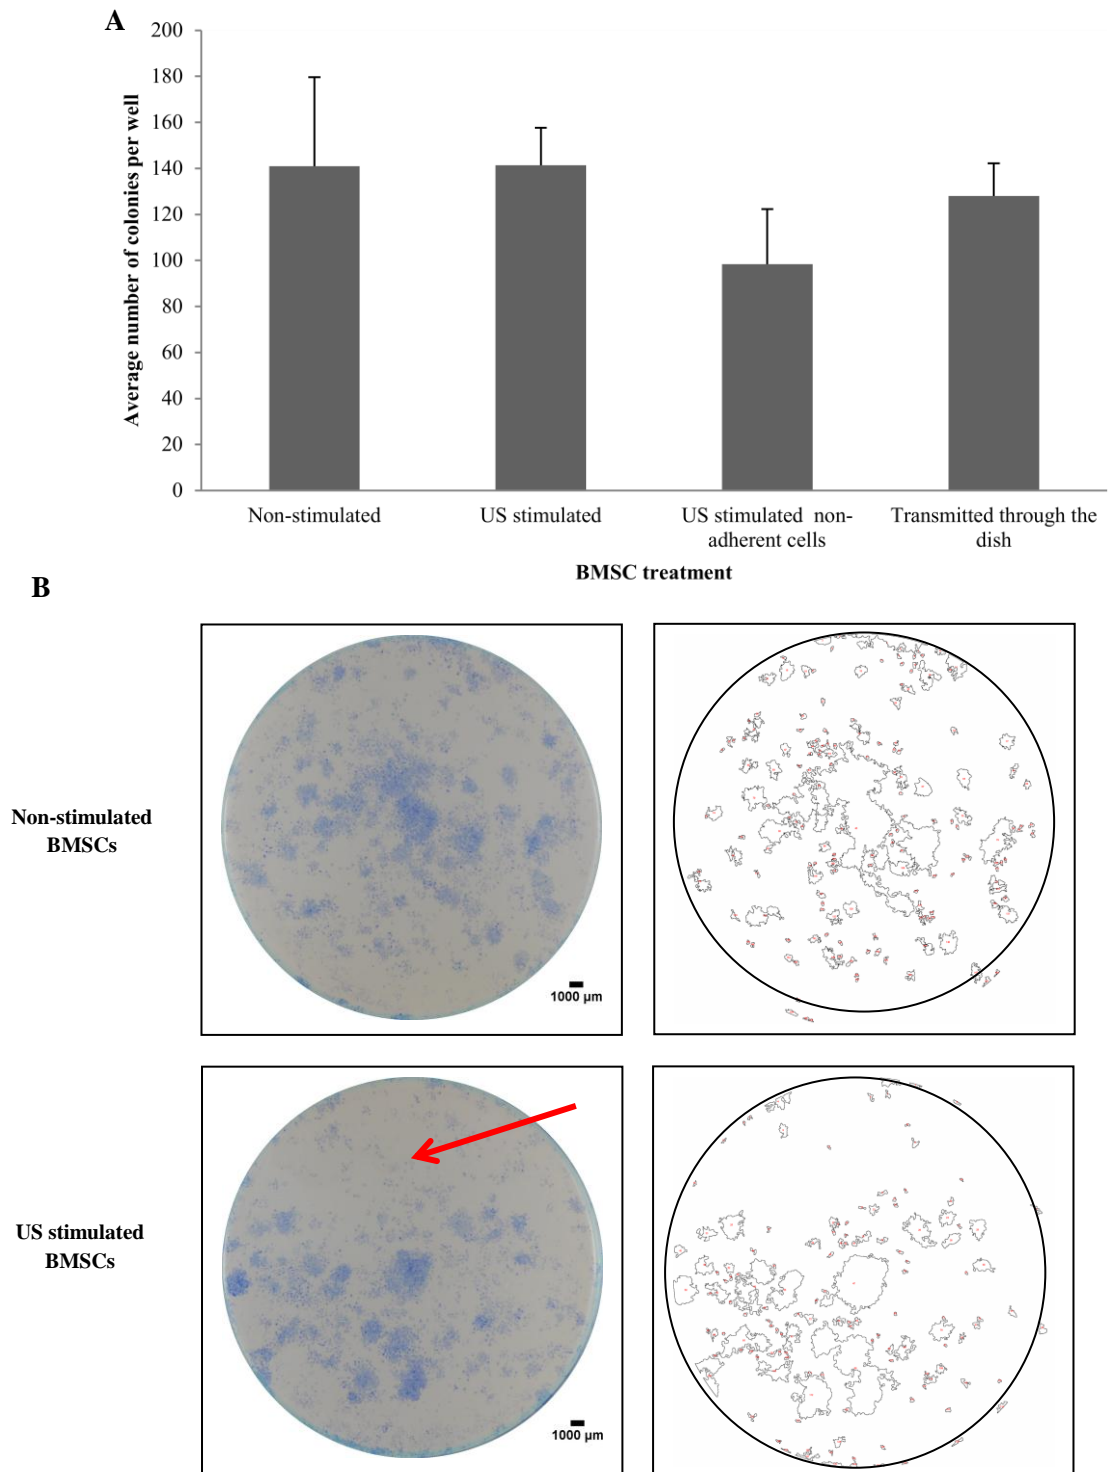 A
200
180
160
140
120
100
80
60
40
20
0
Average number of colonies per well
Non-stimulated
US stimulated
US stimulated non-
adherent cells
Transmitted through the
dish
BMSC treatment
B
Non-stimulated
BMSCs
1000 µm
US stimulated
BMSCs
1000 µm